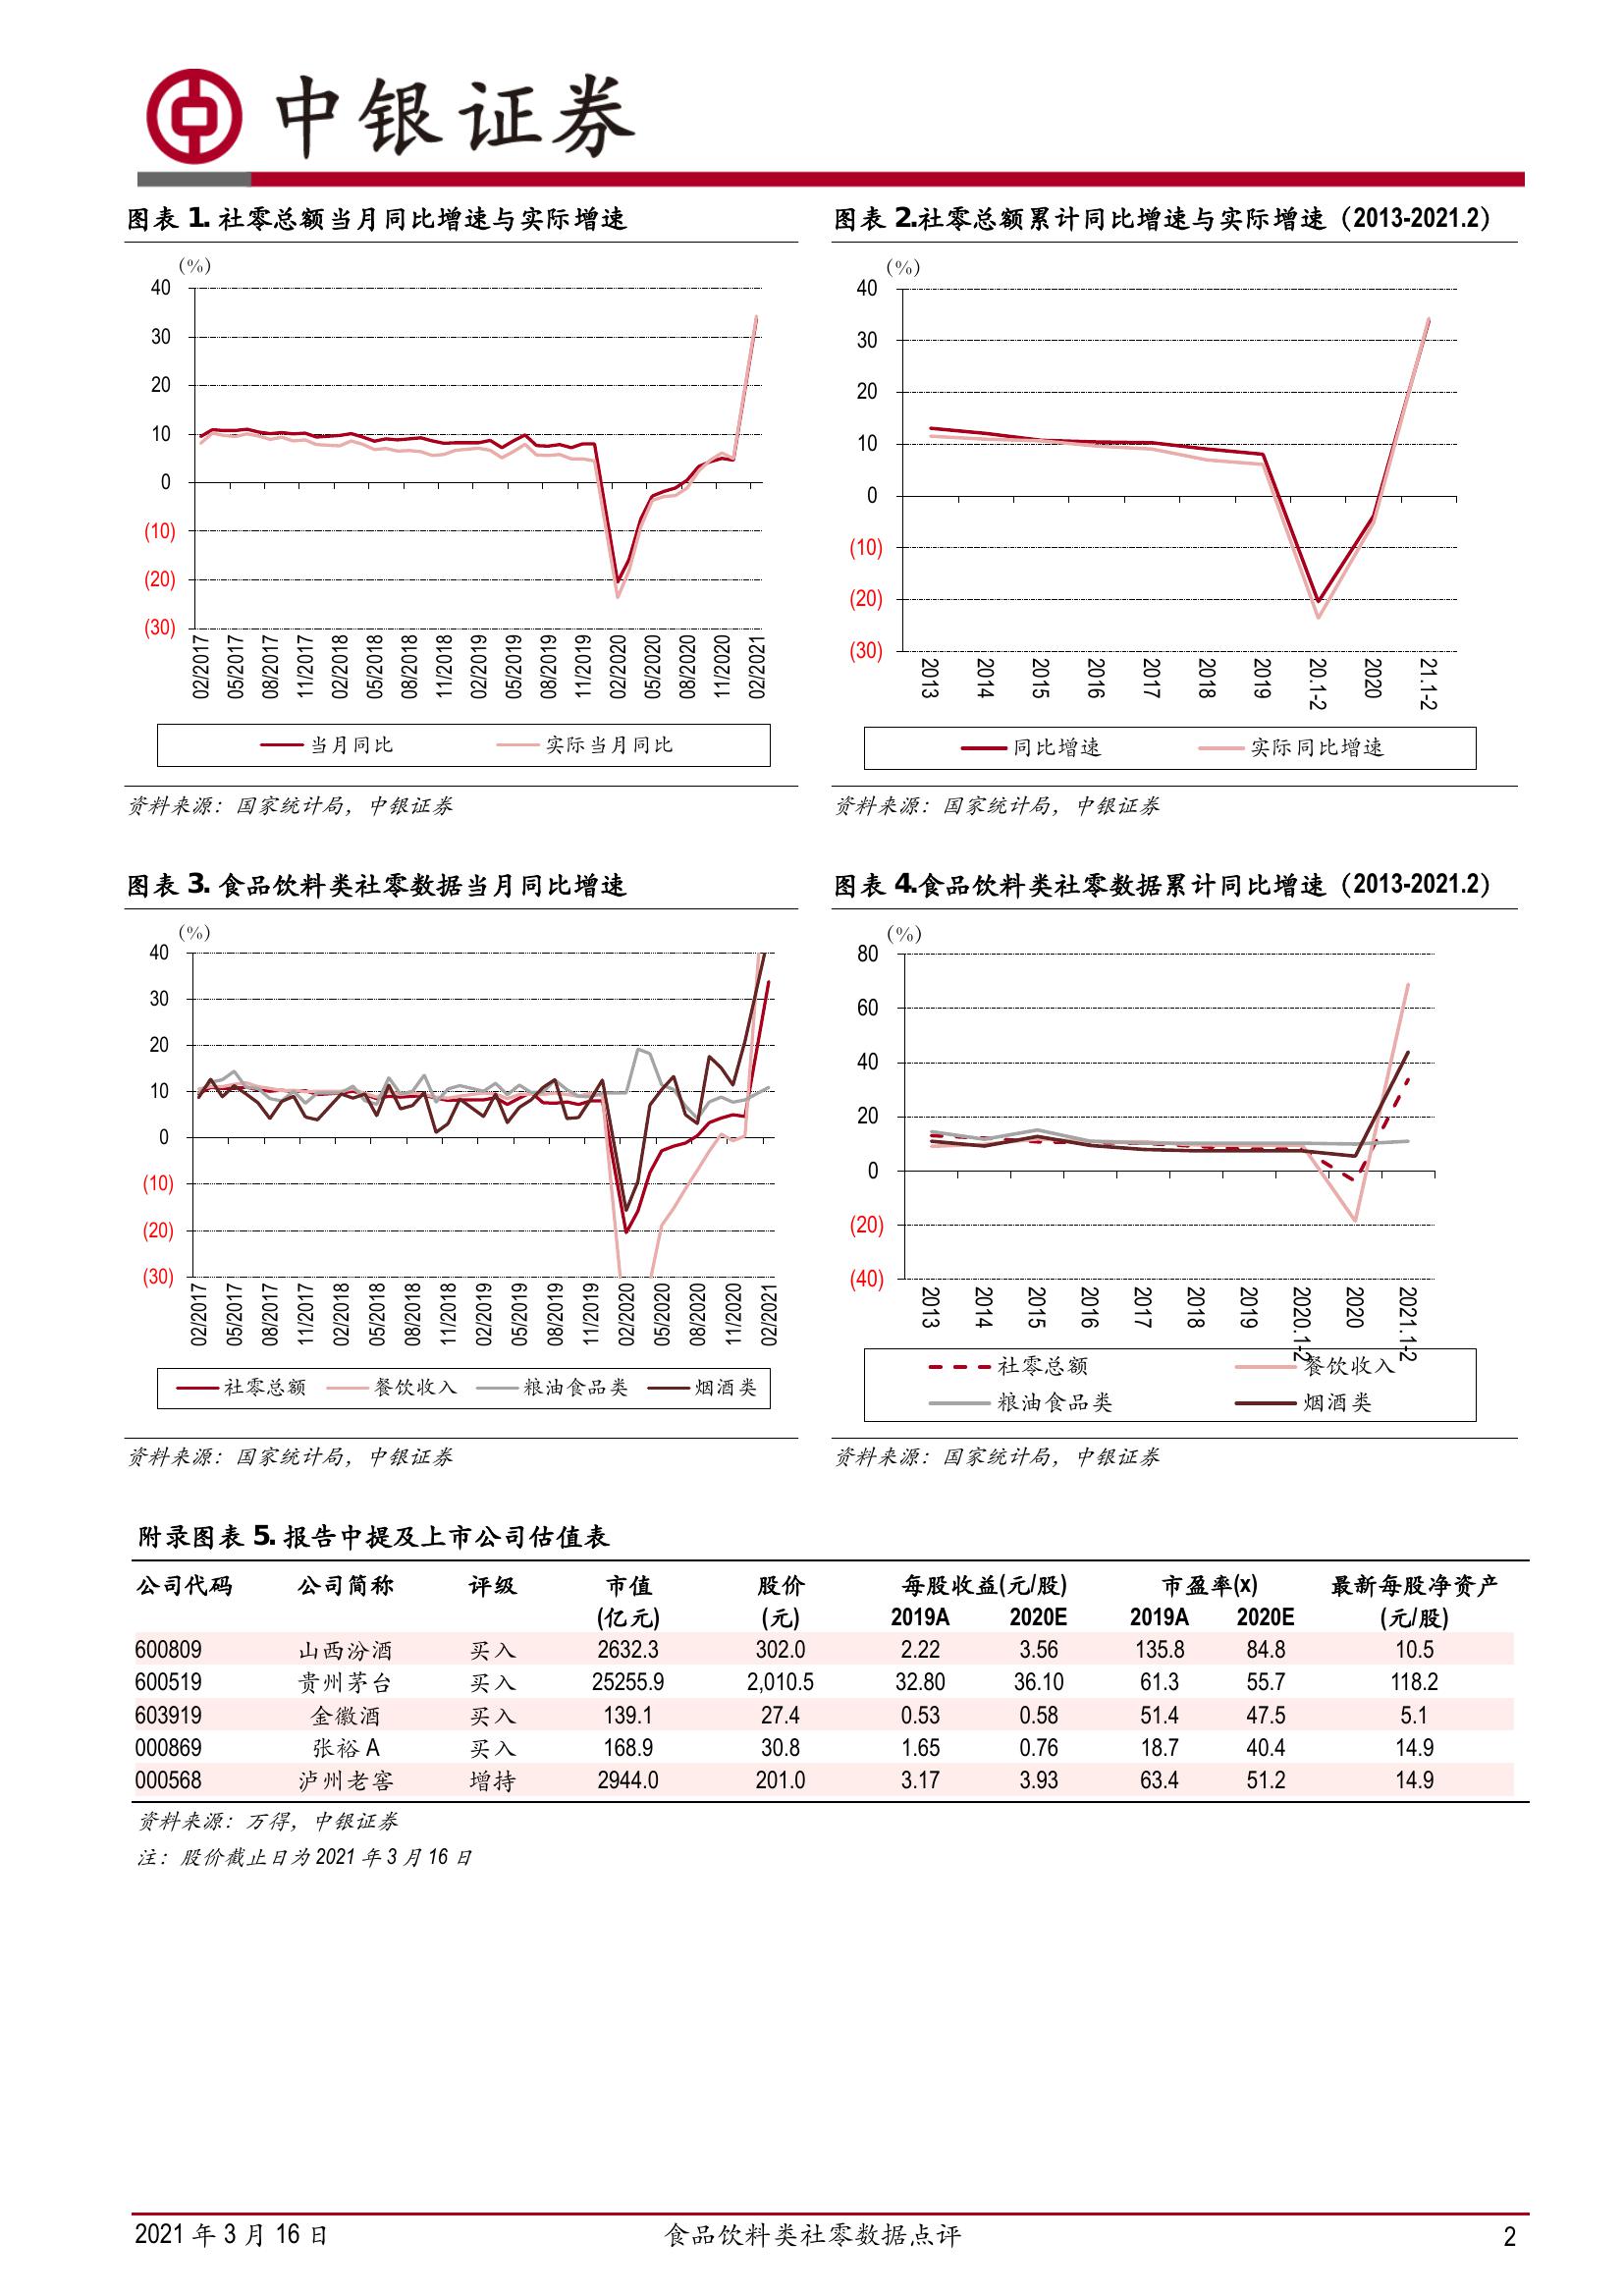 中银证券
图表 1. 社零总额当月同比增速与实际增速
(%)
40
30
20
10
0
(10)
(20)
(30)
02/2017 05/2017 08/2017 11/2017 02/2018 05/2018 08/2018 11/2018 02/2019 05/2019 08/2019 11/2019 02/2020 05/2020 08/2020 11/2020 02/2021
当月同比 实际当月同比
资料来源：国家统计局，中银证券
图表 2.社零总额累计同比增速与实际增速（2013-2021.2）
(%)
40
30
20
10
0
(10)
(20)
(30)
2013 2014 2015 2016 2017 2018 2019 20.1-2 2020 21.1-2
同比增速 实际同比增速
资料来源：国家统计局，中银证券
图表 3. 食品饮料类社零数据当月同比增速
(%)
40
30
20
10
0
(10)
(20)
(30)
02/2017 05/2017 08/2017 11/2017 02/2018 05/2018 08/2018 11/2018 02/2019 05/2019 08/2019 11/2019 02/2020 05/2020 08/2020 11/2020 02/2021
社零总额 餐饮收入 粮油食品类 烟酒类
资料来源：国家统计局，中银证券
图表 4.食品饮料类社零数据累计同比增速（2013-2021.2）
(%)
80
60
40
20
0
(20)
(40)
2013 2014 2015 2016 2017 2018 2019 2020.1-2 2020 2021.1-2
社零总额 餐饮收入
粮油食品类 烟酒类
资料来源：国家统计局，中银证券
附录图表 5. 报告中提及上市公司估值表
公司代码 公司简称 评级 市值 股价 每股收益(元/股) 市盈率(x) 最新每股净资产
(亿元) (元) 2019A 2020E 2019A 2020E (元/股)
600809 山西汾酒 买入 2632.3 302.0 2.22 3.56 135.8 84.8 10.5
600519 贵州茅台 买入 25255.9 2,010.5 32.80 36.10 61.3 55.7 118.2
603919 金徽酒 买入 139.1 27.4 0.53 0.58 51.4 47.5 5.1
000869 张裕 A 买入 168.9 30.8 1.65 0.76 18.7 40.4 14.9
000568 泸州老窖 增持 2944.0 201.0 3.17 3.93 63.4 51.2 14.9
资料来源：万得，中银证券
注：股价截止日为 2021 年 3 月 16 日
2021 年 3 月 16 日 食品饮料类社零数据点评 2